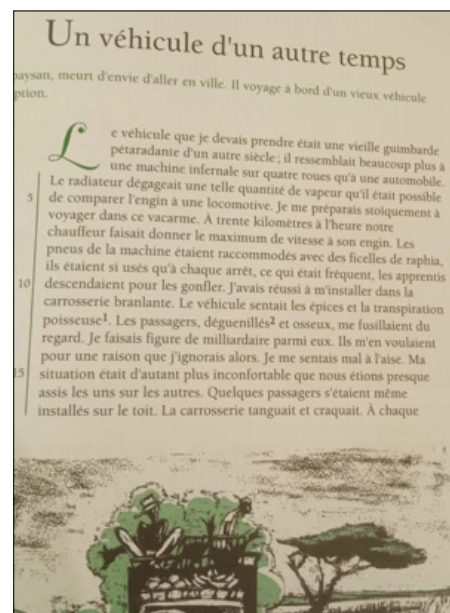 Un véhicule d'un autre temps
paysan, meurt d'envie d'aller en ville. Il voyage à bord d'un vieux véhicule
ption.
Le véhicule que je devais prendre était une vieille guimbarde
pétaradante d'un autre siècle ; il ressemblait beaucoup plus à
une machine infernale sur quatre roues qu'à une automobile.
Le radiateur dégageait une telle quantité de vapeur qu'il était possible
5 de comparer l'engin à une locomotive. Je me préparais stoïquement à
voyager dans ce vacarme. À trente kilomètres à l'heure notre
chauffeur faisait donner le maximum de vitesse à son engin. Les
pneus de la machine étaient raccommodés avec des ficelles de raphia,
ils étaient si usés qu'à chaque arrêt, ce qui était fréquent, les apprentis
10 descendaient pour les gonfler. J'avais réussi à m'installer dans la
carrosserie branlante. Le véhicule sentait les épices et la transpiration
poisseuse¹. Les passagers, déguenillés² et osseux, me fusillaient du
regard. Je faisais figure de milliardaire parmi eux. Ils m'en voulaient
pour une raison que j'ignorais alors. Je me sentais mal à l'aise. Ma
15 situation était d'autant plus inconfortable que nous étions presque
assis les uns sur les autres. Quelques passagers s'étaient même
installés sur le toit. La carrosserie tanguait et craquait. À chaque